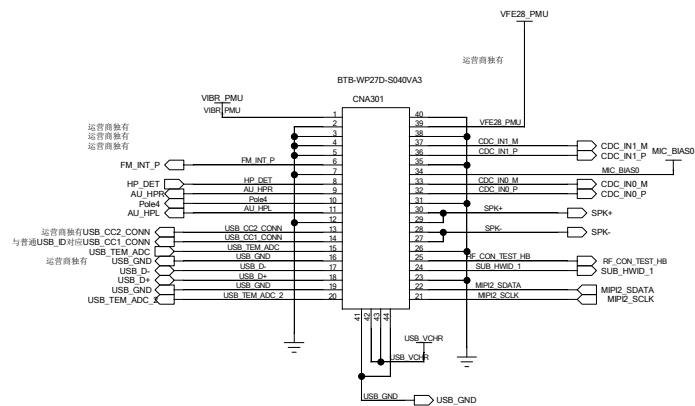 VFE28_PMU
运营商独有
BTB-WP27D-S040VA3
VIBR_PMU
VIBR_PMU
CNA301
1
2
3
4
5
6
7
8
9
10
11
12
13
14
15
16
17
18
19
20
40
39
38
37
36
35
34
33
32
31
30
29
28
27
26
25
24
23
22
21
41
42
43
44
运营商独有
运营商独有
运营商独有
FM_INT_P
FM_INT_P
HP_DET
HP_DET
AU_HPR
AU_HPR
Pole4
Pole4
AU_HPL
AU_HPL
运营商独有USB_CC2_CONN
USB_CC2_CONN
与普通USB_ID对应USB_CC1_CONN
USB_CC1_CONN
USB_TEM_ADC
USB_TEM_ADC
运营商独有
USB_GND
USB_GND
USB_D-
USB_D-
USB_D+
USB_D+
USB_GND
USB_GND
USB_TEM_ADC_2
USB_TEM_ADC_2
VFE28_PMU
CDC_IN1_M
CDC_IN1_M
CDC_IN1_P
CDC_IN1_P
MIC_BIAS0
MIC_BIAS0
CDC_IN0_M
CDC_IN0_M
CDC_IN0_P
CDC_IN0_P
SPK+
SPK+
SPK-
SPK-
RF_CON_TEST_HB
RF_CON_TEST_HB
SUB_HWID_1
SUB_HWID_1
MIPI2_SDATA
MIPI2_SDATA
MIPI2_SCLK
MIPI2_SCLK
USB_VCHR
USB_VCHR
USB_GND
USB_GND